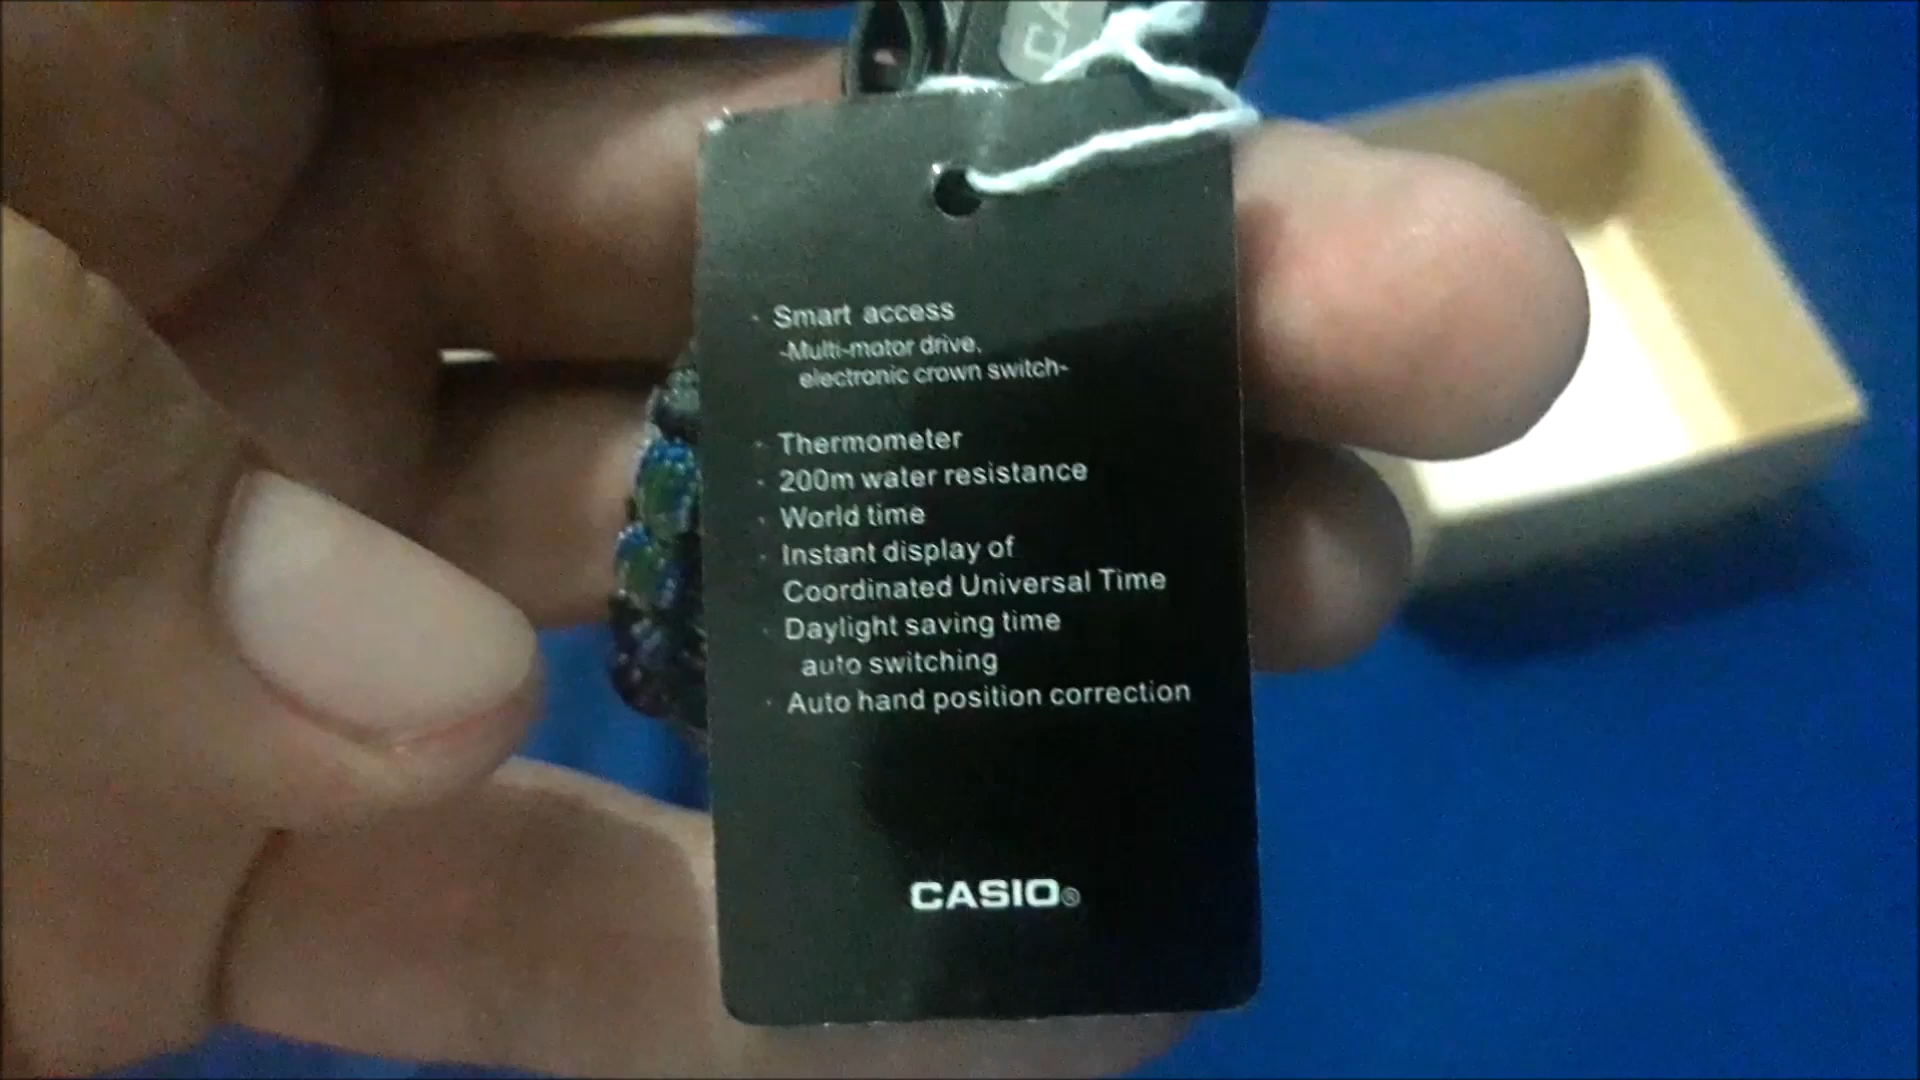 CA
· Smart access
-Multi-motor drive,
electronic crown switch-
· Thermometer
· 200m water resistance
· World time
· Instant display of
Coordinated Universal Time
· Daylight saving time
auto switching
· Auto hand position correction
CASIO®